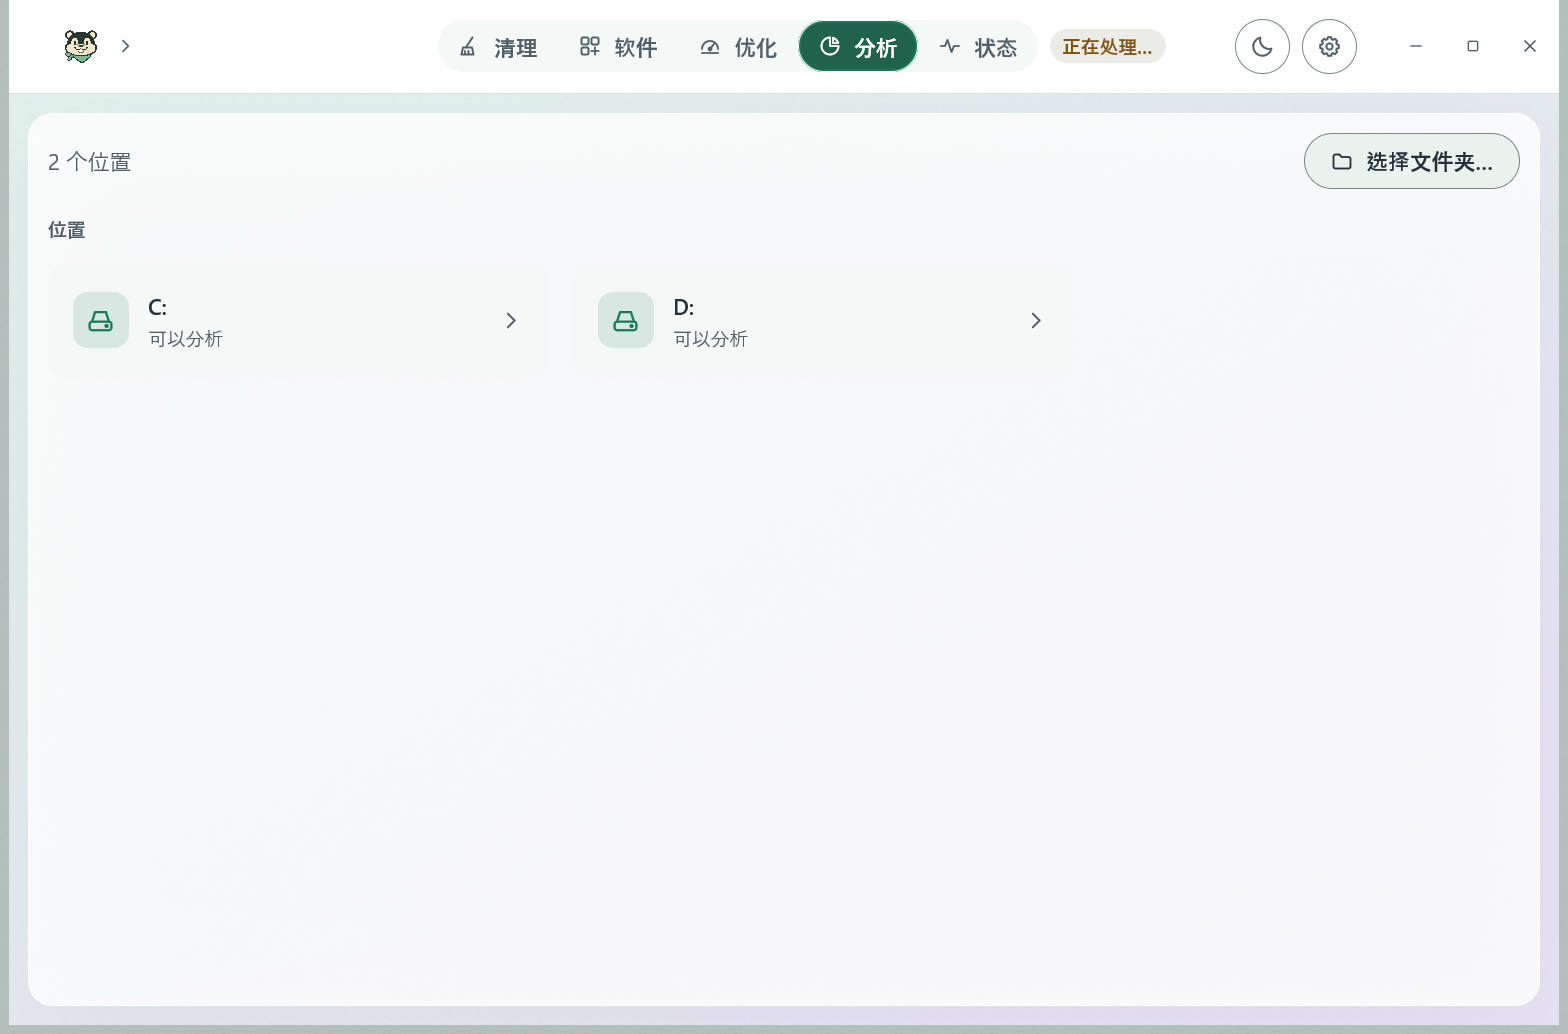 清理 软件 优化 分析 状态 正在处理...
2 个位置 选择文件夹...
位置
C: D:
可以分析 可以分析